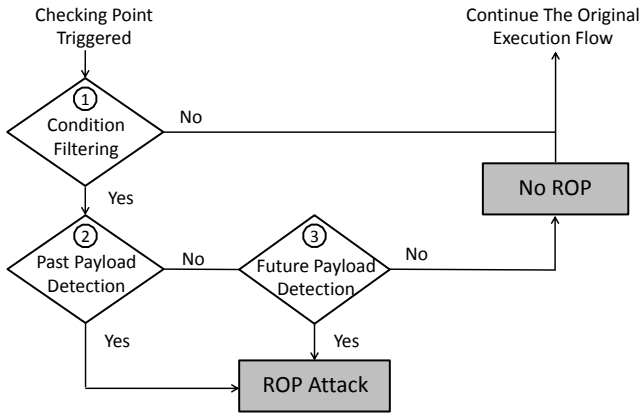 Checking Point
Triggered
Continue The Original
Execution Flow
1
Condition
Filtering
No
Yes
No ROP
2
Past Payload
Detection
No
3
Future Payload
Detection
No
Yes
Yes
ROP Attack